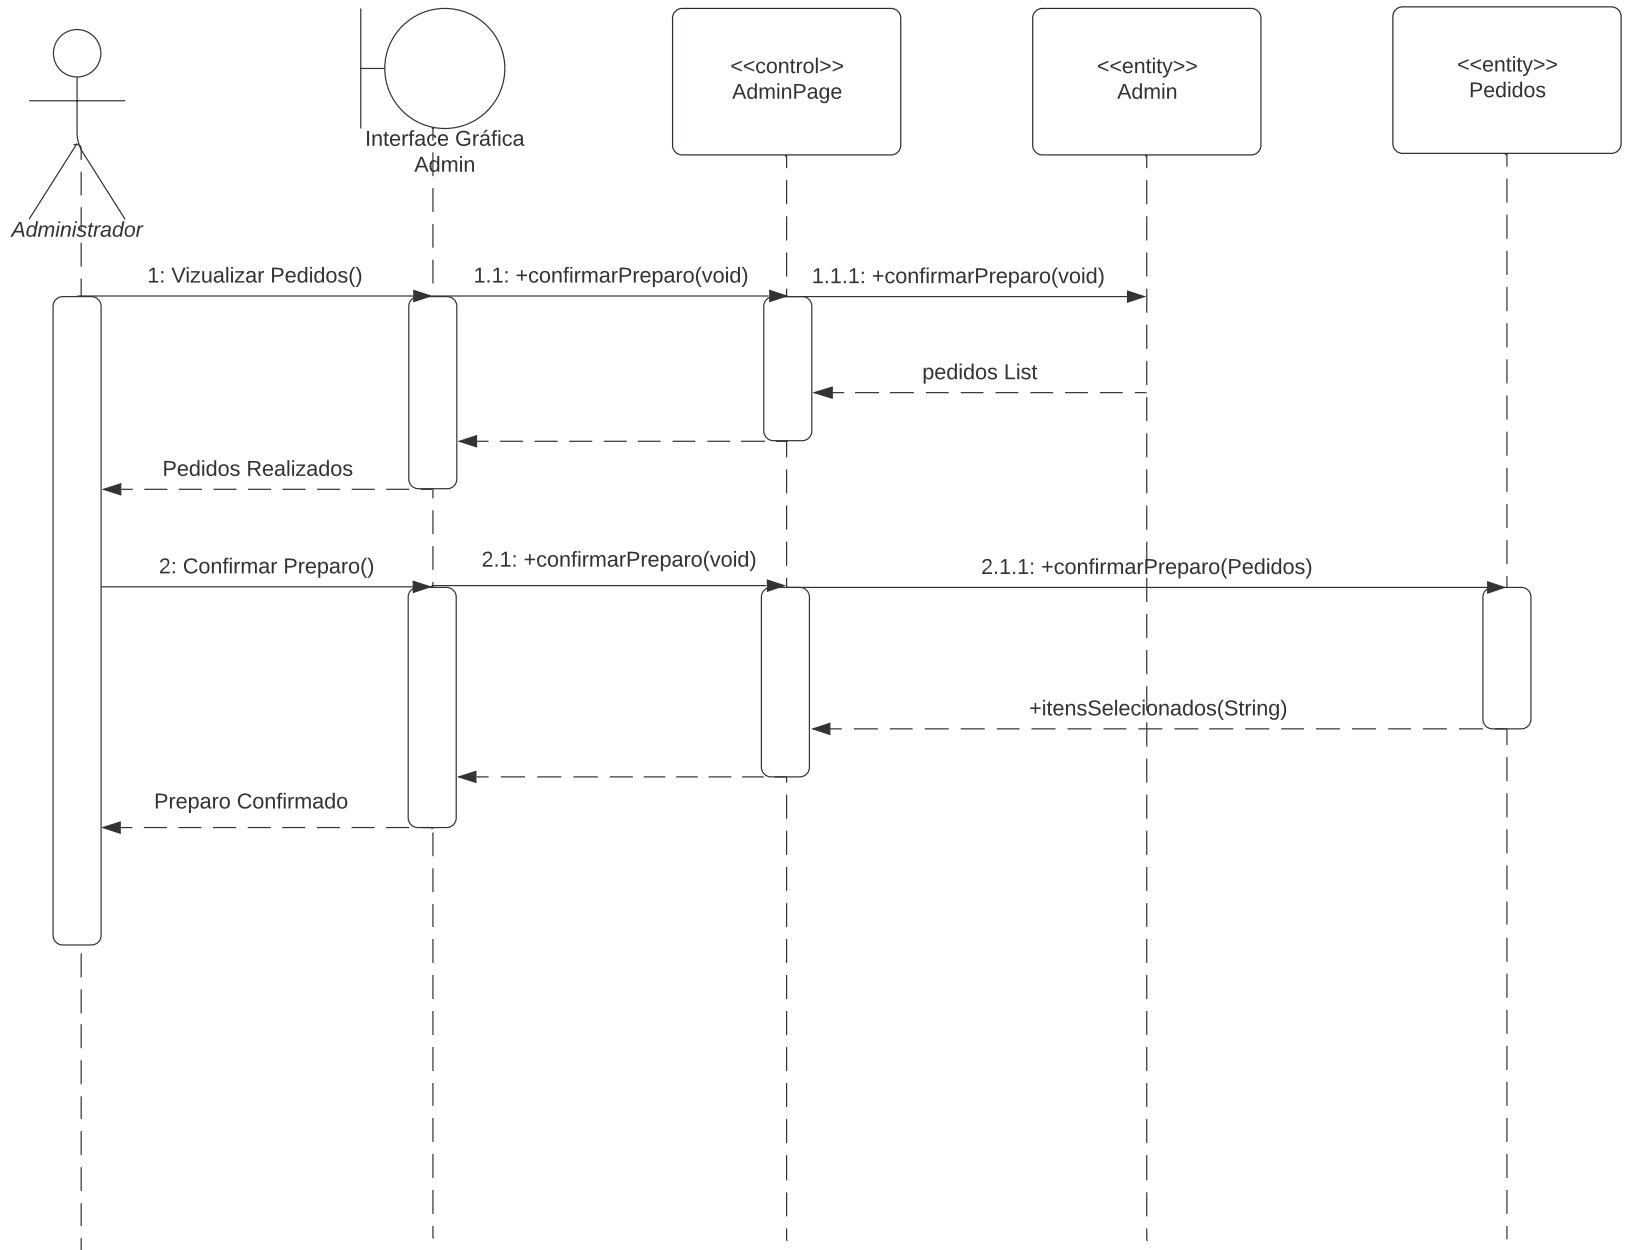 <<control>>
AdminPage
<<entity>>
Admin
<<entity>>
Pedidos
Interface Gráfica
Admin
Administrador
1: Vizualizar Pedidos()
1.1: +confirmarPreparo(void)
1.1.1: +confirmarPreparo(void)
pedidos List
Pedidos Realizados
2: Confirmar Preparo()
2.1: +confirmarPreparo(void)
2.1.1: +confirmarPreparo(Pedidos)
+itensSelecionados(String)
Preparo Confirmado